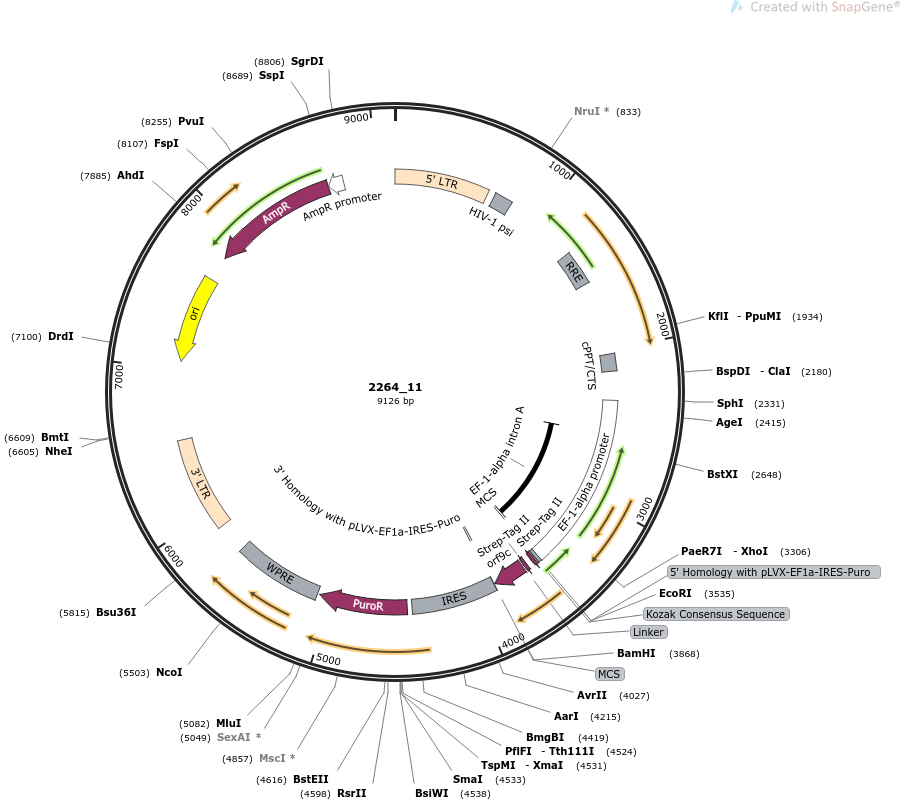 Created with SnapGene®
(8806) SgrDI
(8689) SspI
(8255) PvuI
(8107) FspI
(7885) AhdI
(7100) DrdI
(6609) BmtI
(6605) NheI
(5815) Bsu36I
(5503) NcoI
(5082) MluI
(5049) SexAI *
(4857) MscI *
(4616) BstEII
(4598) RsrII
NruI * (833)
KflI - PpuMI (1934)
BspDI - ClaI (2180)
SphI (2331)
AgeI (2415)
BstXI (2648)
PaeR7I - XhoI (3306)
5' Homology with pLVX-EF1a-IRES-Puro
EcoRI (3535)
Kozak Consensus Sequence
Linker
BamHI (3868)
MCS
AvrII (4027)
AarI (4215)
BmgBI (4419)
PflFI - Tth111I (4524)
TspMI - XmaI (4531)
SmaI (4533)
BsiWI (4538)
1000
2000
3000
4000
5000
6000
7000
8000
9000
5' LTR
HIV-1 psi
RRE
cPPT/CTS
EF-1-alpha promoter
EF-1-alpha intron A
MCS
Strep-Tag II
Strep-Tag II
orf9c
IRES
PuroR
WPRE
3' Homology with pLVX-EF1a-IRES-Puro
3' LTR
ori
AmpR
AmpR promoter
2264_11
9126 bp